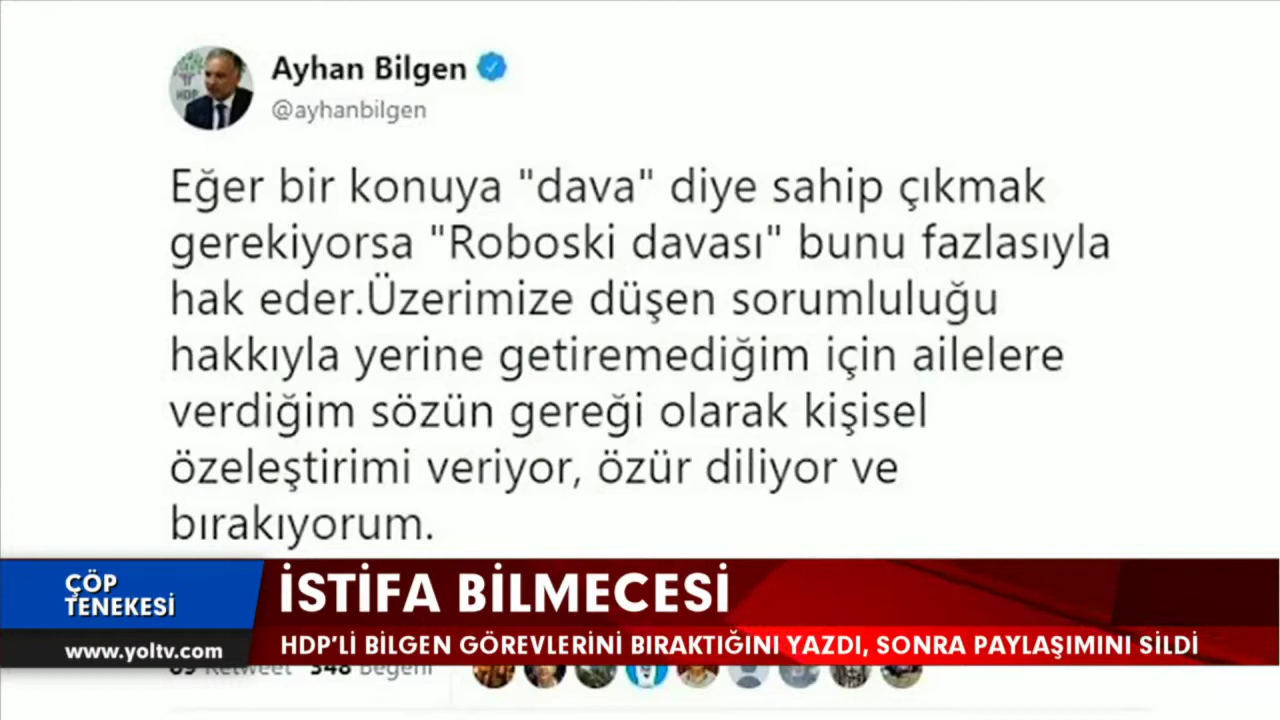 Ayhan Bilgen
@ayhanbilgen
Eğer bir konuya "dava" diye sahip çıkmak
gerekiyorsa "Roboski davası" bunu fazlasıyla
hak eder.Üzerimize düşen sorumluluğu
hakkıyla yerine getiremediğim için ailelere
verdiğim sözün gereği olarak kişisel
özeleştirimi veriyor, özür diliyor ve
bırakıyorum.
ÇÖP
TENEKESİ
www.yoltv.com
İSTİFA BİLMECESİ
HDP'Lİ BİLGEN GÖREVLERİNİ BIRAKTIĞINI YAZDI, SONRA PAYLAŞIMINI SİLDİ
Retweet 348 Beğeni